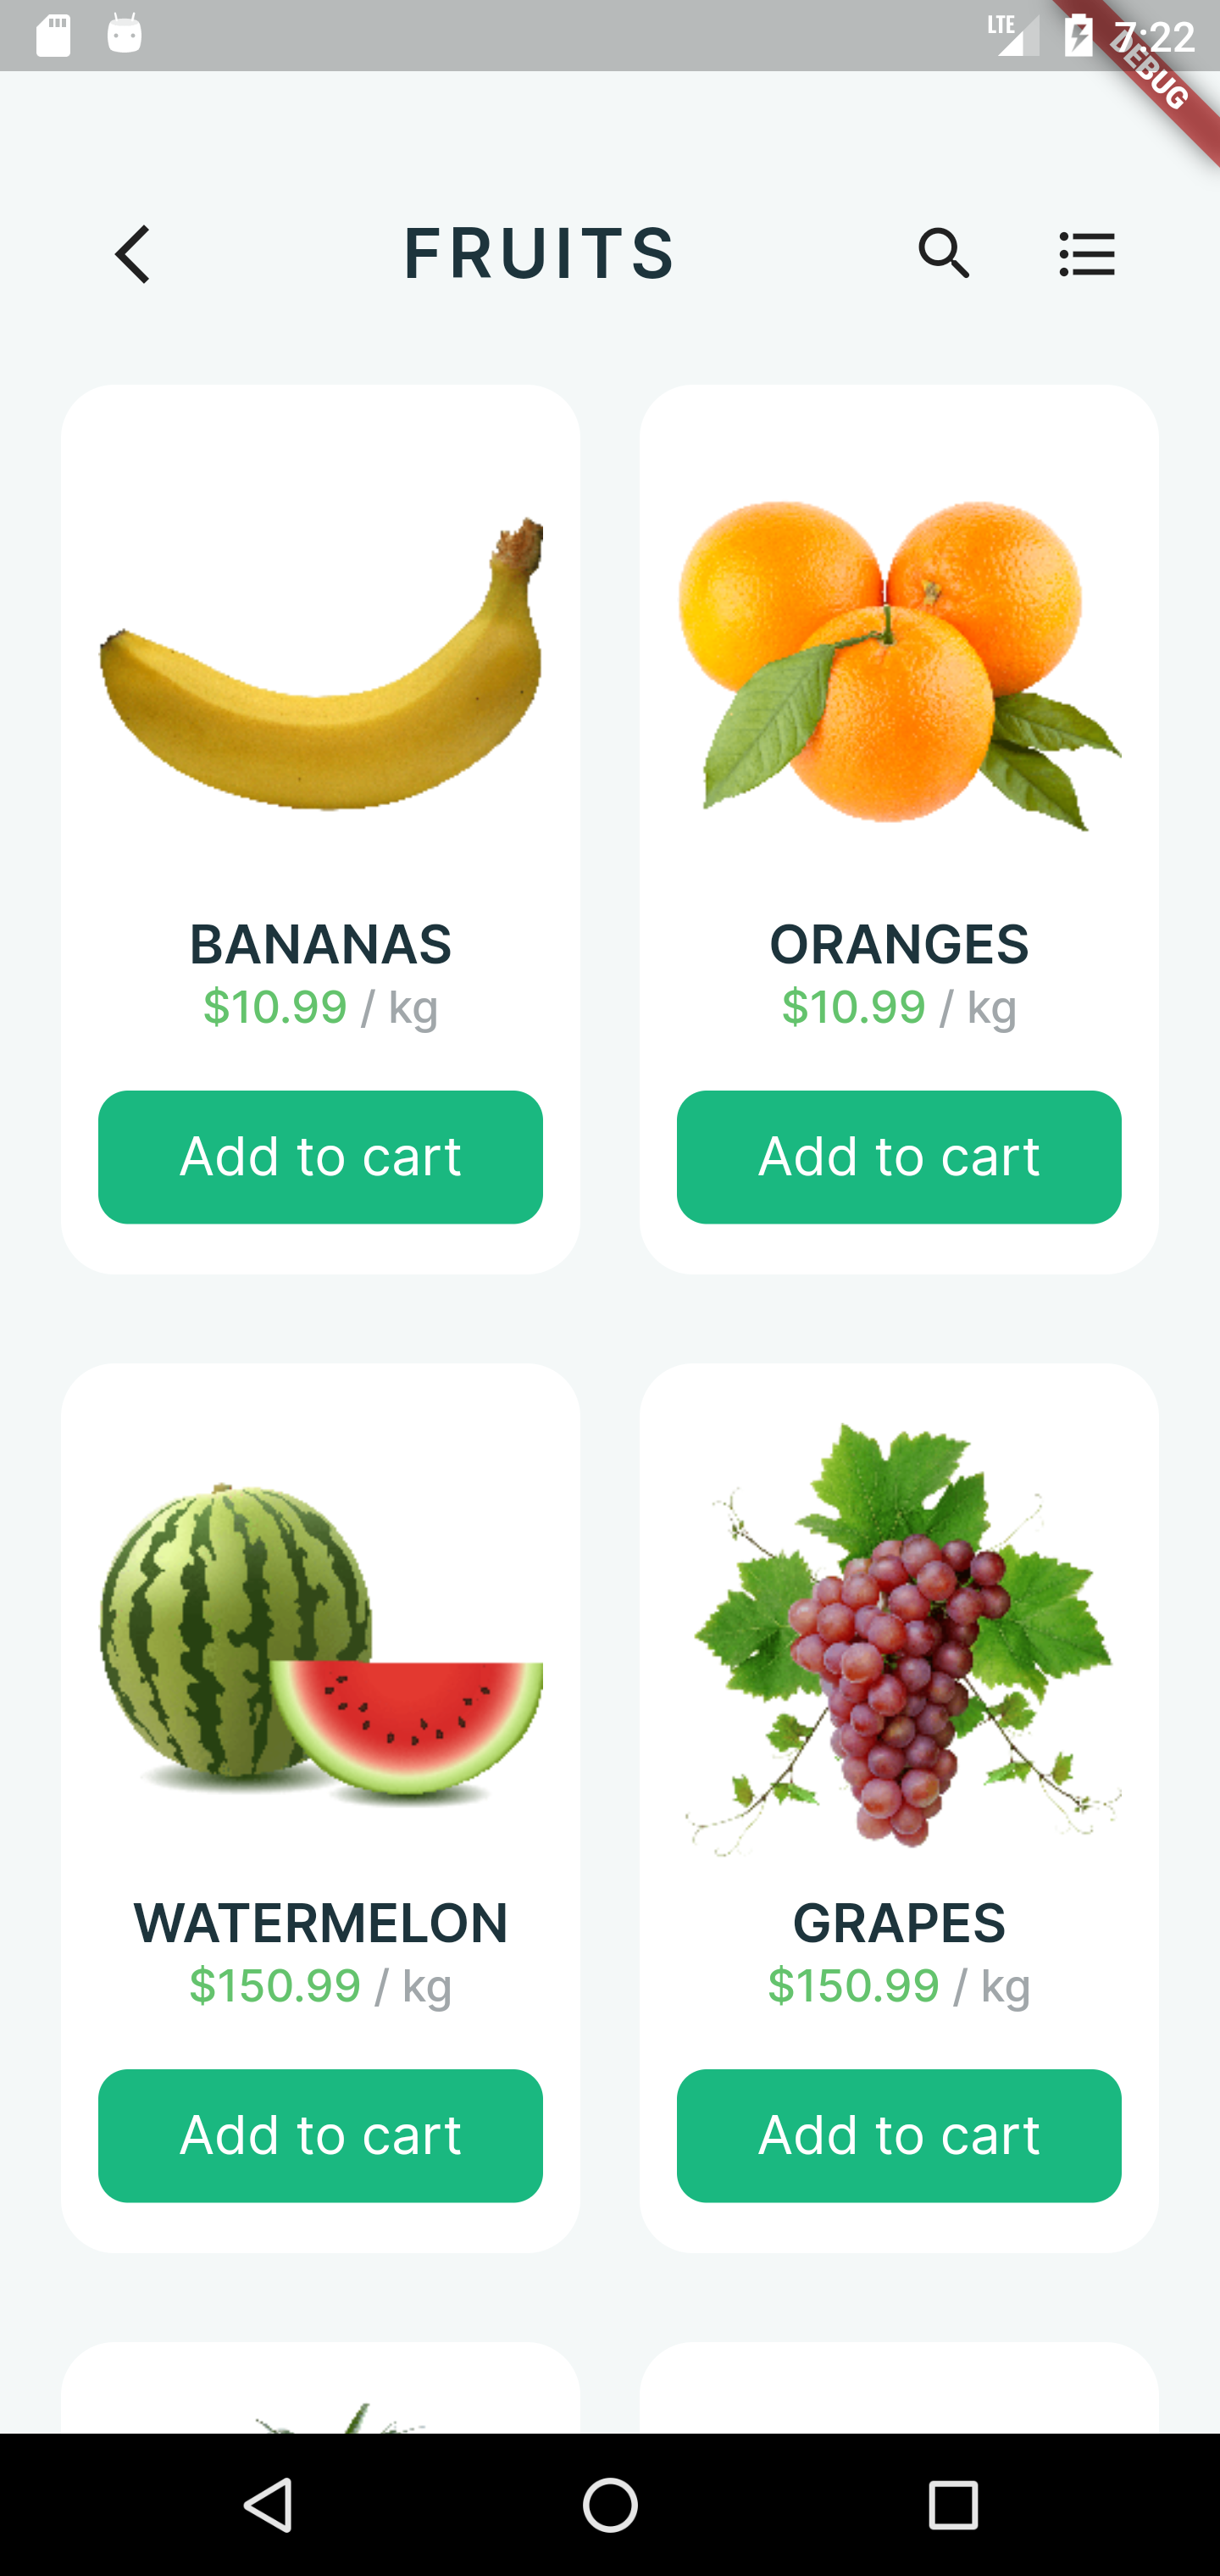 LTE
7:22
DEBUG
FRUITS
BANANAS
$10.99 / kg
Add to cart
ORANGES
$10.99 / kg
Add to cart
WATERMELON
$150.99 / kg
Add to cart
GRAPES
$150.99 / kg
Add to cart